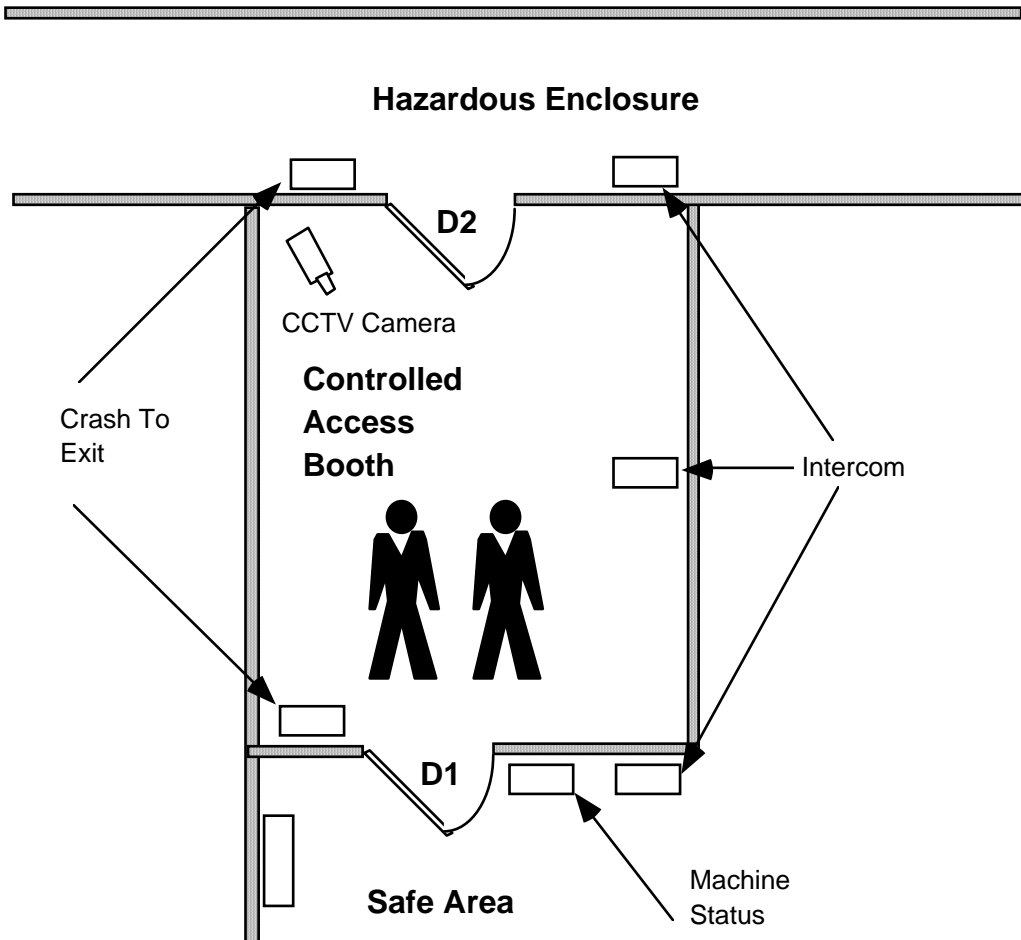 Hazardous Enclosure
D2
CCTV Camera
Controlled
Access
Booth
Crash To
Exit
Intercom
D1
Safe Area
Machine
Status